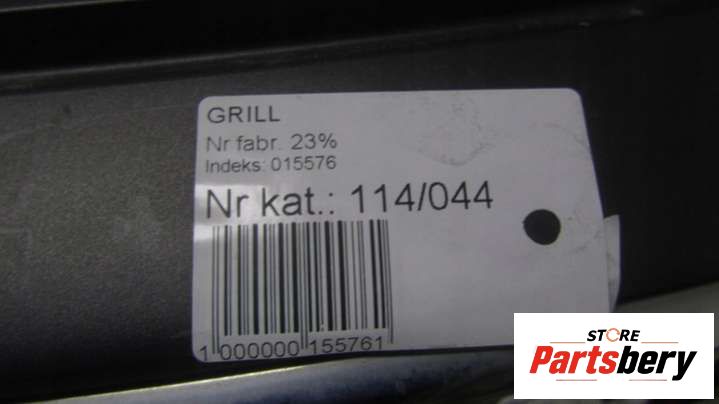 GRILL
Nr fabr. 23%
Indeks: 015576
Nr kat.: 114/044
1 000000 155761
STORE
Partsbery